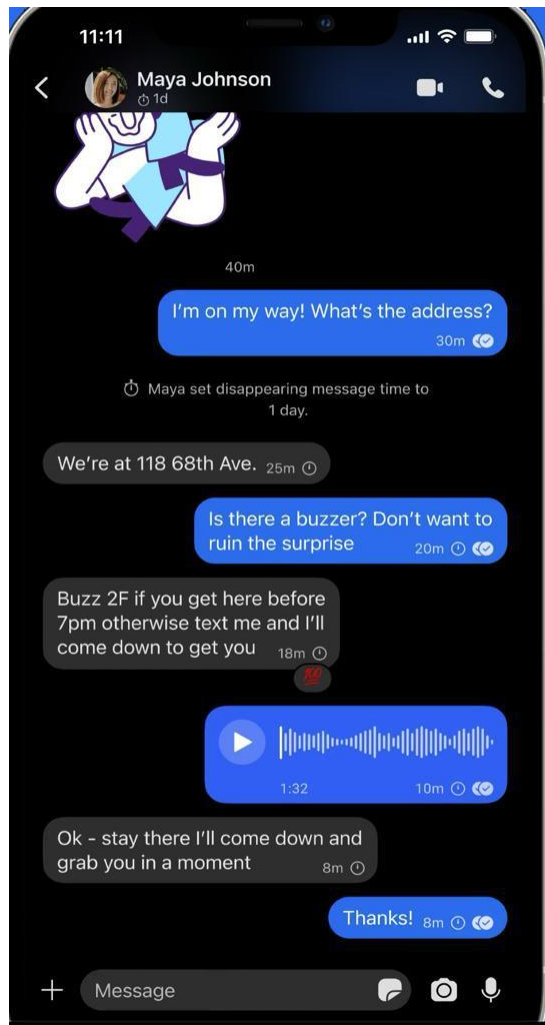 11:11
Maya Johnson
1d
40m
I'm on my way! What's the address?
30m
Maya set disappearing message time to
1 day.
We're at 118 68th Ave. 25m
Is there a buzzer? Don't want to
ruin the surprise 20m
Buzz 2F if you get here before
7pm otherwise text me and I'll
come down to get you 18m
💯
1:32 10m
Ok - stay there I'll come down and
grab you in a moment 8m
Thanks! 8m
Message